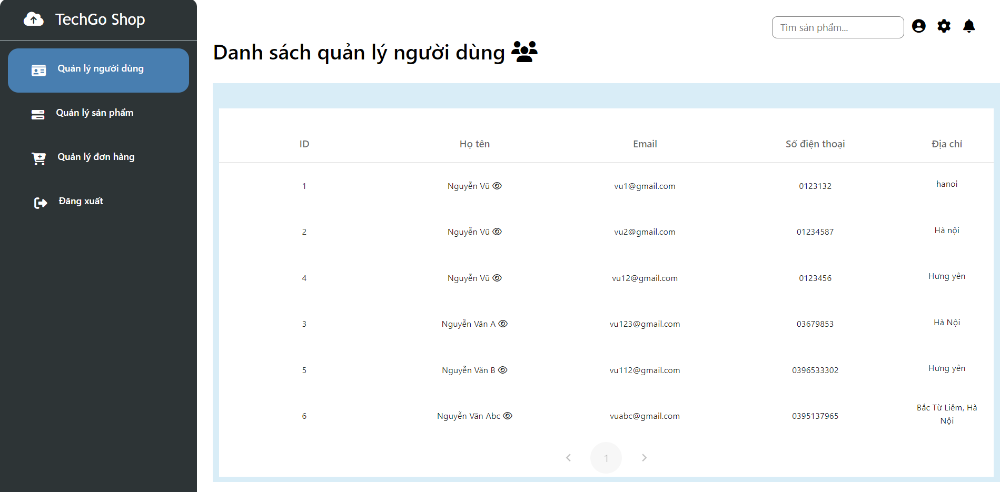 TechGo Shop
Quản lý người dùng
Quản lý sản phẩm
Quản lý đơn hàng
Đăng xuất
Tìm sản phẩm...
Danh sách quản lý người dùng
ID Họ tên Email Số điện thoại Địa chỉ
1 Nguyễn Vũ vu1@gmail.com 0123132 hanoi
2 Nguyễn Vũ vu2@gmail.com 01234587 Hà nội
4 Nguyễn Vũ vu12@gmail.com 0123456 Hưng yên
3 Nguyễn Văn A vu123@gmail.com 03679853 Hà Nội
5 Nguyễn Văn B vu112@gmail.com 0396533302 Hưng yên
6 Nguyễn Văn Abc vuabc@gmail.com 0395137965 Bắc Từ Liêm, Hà
Nội
1